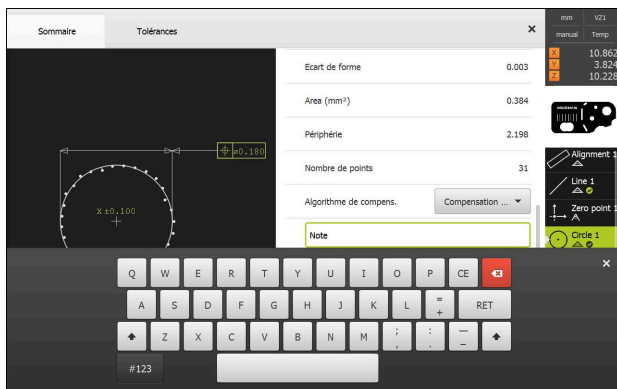 Sommaire Tolérances ×
mm VZ1
manual Temp
X 10.862
Y 3.824
Z 10.228
Ecart de forme 0.003
Area (mm²) 0.384
Périphérie 2.198
Nombre de points 31
Algorithme de compens. Compensation ...
Note
⌀0.180
X ±0.100
Alignment 1
Line 1
Zero point 1
Circle 1
Q W E R T Y U I O P CE
A S D F G H J K L = + RET
Z X C V B N M ; , : . — –
#123
×